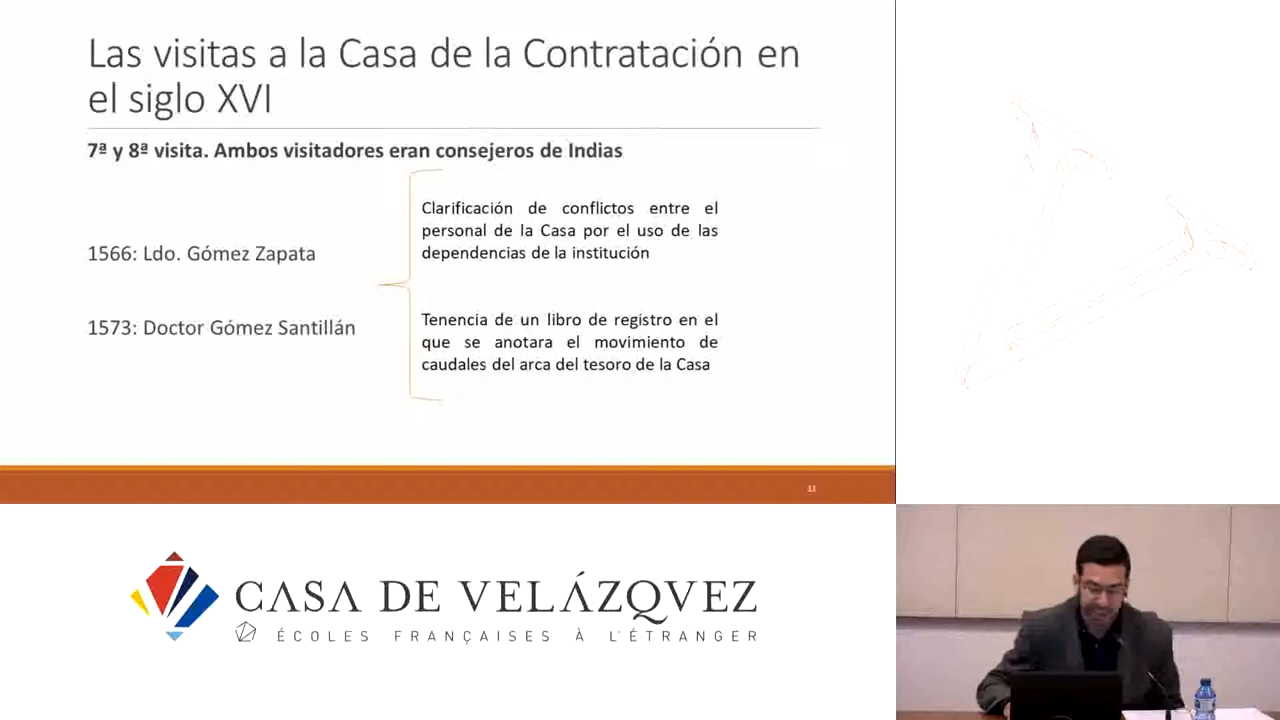 Las visitas a la Casa de la Contratación en
el siglo XVI
7ª y 8ª visita. Ambos visitadores eran consejeros de Indias
1566: Ldo. Gómez Zapata
1573: Doctor Gómez Santillán
Clarificación de conflictos entre el
personal de la Casa por el uso de las
dependencias de la institución
Tenencia de un libro de registro en el
que se anotara el movimiento de
caudales del arca del tesoro de la Casa
11
CASA DE VELÁZQVEZ
ÉCOLES FRANÇAISES À L'ÉTRANGER